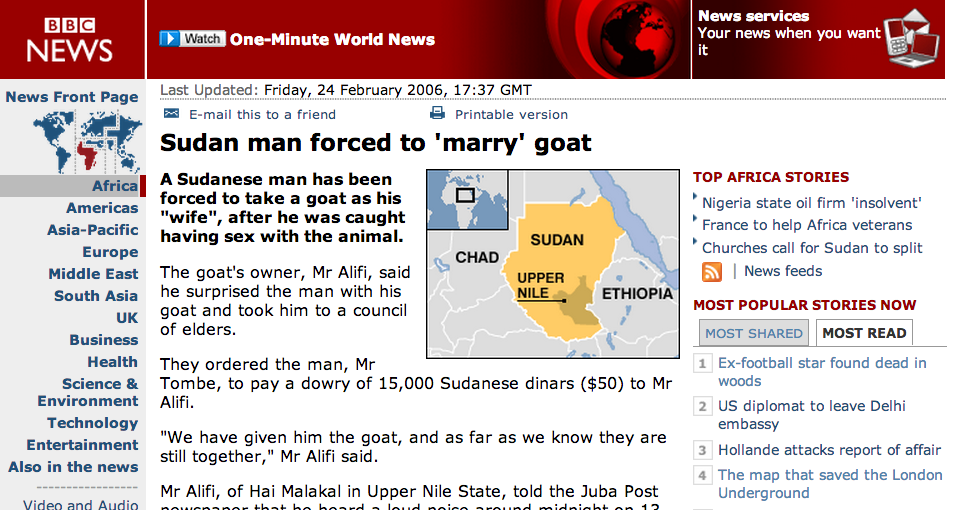 BBC
NEWS
Watch One-Minute World News
News services
Your news when you want
it
News Front Page
Africa
Americas
Asia-Pacific
Europe
Middle East
South Asia
UK
Business
Health
Science &
Environment
Technology
Entertainment
Also in the news
-----------------
Video and Audio
Last Updated: Friday, 24 February 2006, 17:37 GMT
E-mail this to a friend
Printable version
Sudan man forced to 'marry' goat
A Sudanese man has been
forced to take a goat as his
"wife", after he was caught
having sex with the animal.
The goat's owner, Mr Alifi, said
he surprised the man with his
goat and took him to a council
of elders.
They ordered the man, Mr
Tombe, to pay a dowry of 15,000 Sudanese dinars ($50) to Mr
Alifi.
"We have given him the goat, and as far as we know they are
still together," Mr Alifi said.
Mr Alifi, of Hai Malakal in Upper Nile State, told the Juba Post
newspaper that he heard a loud noise around midnight on 13
SUDAN
CHAD
UPPER
NILE
ETHIOPIA
TOP AFRICA STORIES
Nigeria state oil firm 'insolvent'
France to help Africa veterans
Churches call for Sudan to split
| News feeds
MOST POPULAR STORIES NOW
MOST SHARED
MOST READ
1 Ex-football star found dead in
woods
2 US diplomat to leave Delhi
embassy
3 Hollande attacks report of affair
4 The map that saved the London
Underground